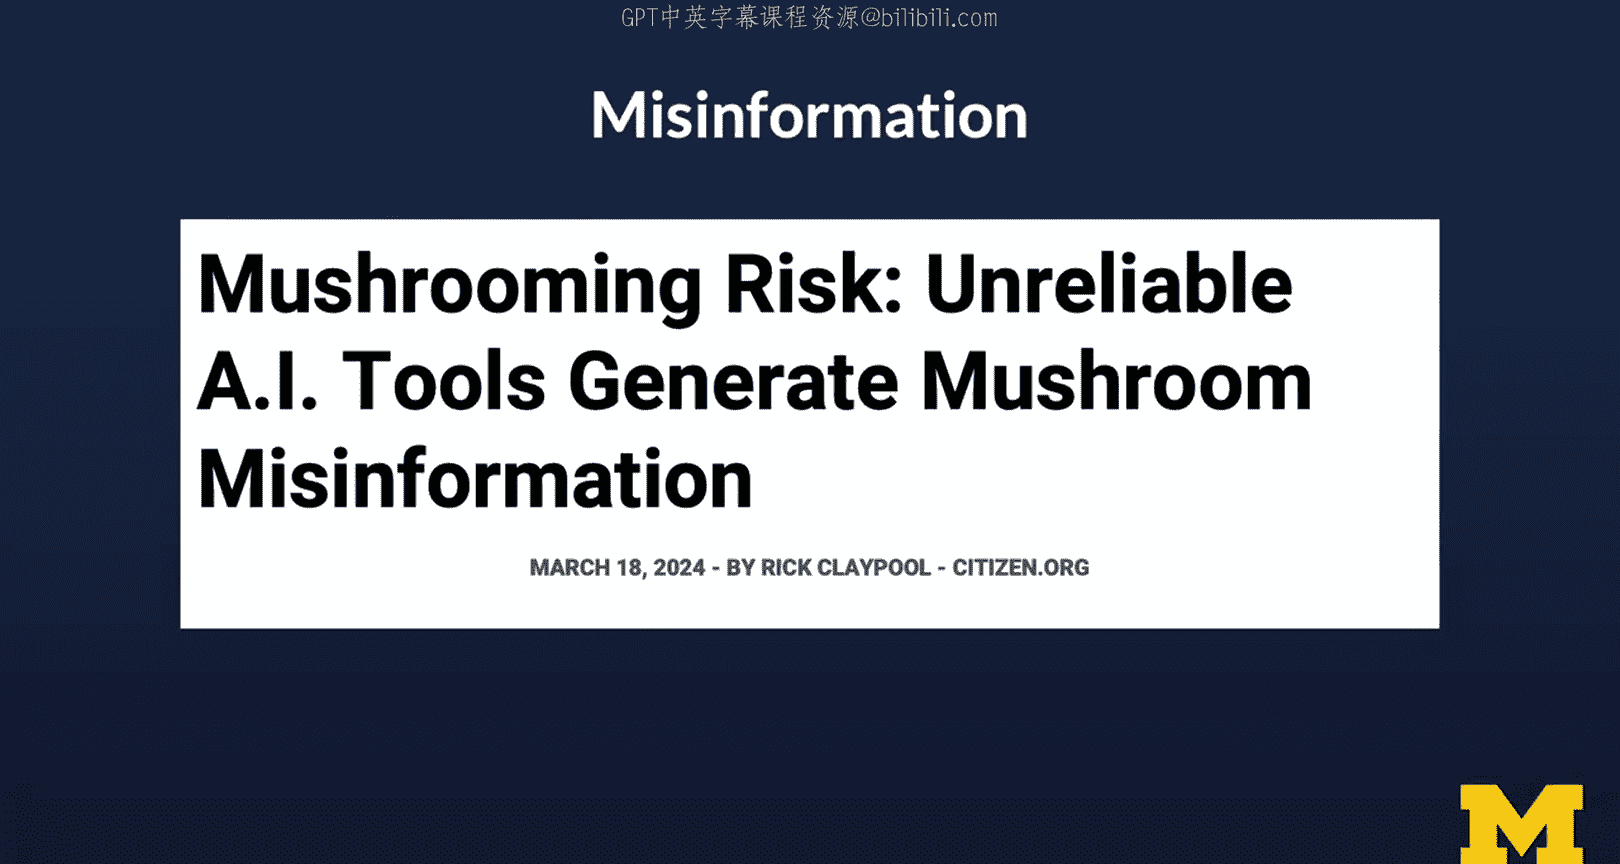 GPT中英字幕课程资源@bilibili.com
Misinformation
Mushrooming Risk: Unreliable
A.I. Tools Generate Mushroom
Misinformation
MARCH 18, 2024 - BY RICK CLAYPOOL - CITIZEN.ORG
M